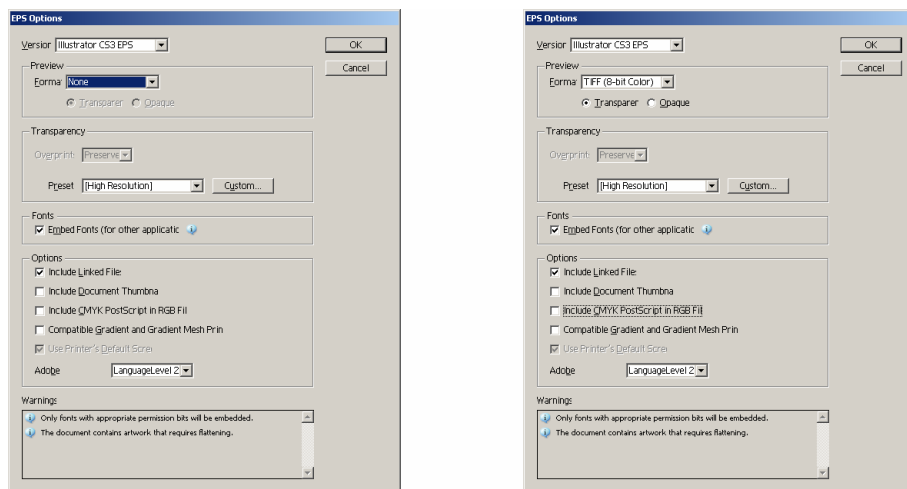 EPS Options
Version Illustrator CS3 EPS
OK
Cancel
Preview
Forma None
Transparer Opaque
Transparency
Overprint: Preserve
Preset [High Resolution] Custom...
Fonts
Embed Fonts (for other applicatic
Options
Include Linked File:
Include Document Thumbna
Include CMYK PostScript in RGB Fil
Compatible Gradient and Gradient Mesh Prin
Use Printer's Default Scree
Adobe LanguageLevel 2
Warnings
Only fonts with appropriate permission bits will be embedded.
The document contains artwork that requires flattening.
EPS Options
Version Illustrator CS3 EPS
OK
Cancel
Preview
Forma TIFF (8-bit Color)
Transparer Opaque
Transparency
Overprint: Preserve
Preset [High Resolution] Custom...
Fonts
Embed Fonts (for other applicatic
Options
Include Linked File:
Include Document Thumbna
Include CMYK PostScript in RGB Fil
Compatible Gradient and Gradient Mesh Prin
Use Printer's Default Scree
Adobe LanguageLevel 2
Warnings
Only fonts with appropriate permission bits will be embedded.
The document contains artwork that requires flattening.